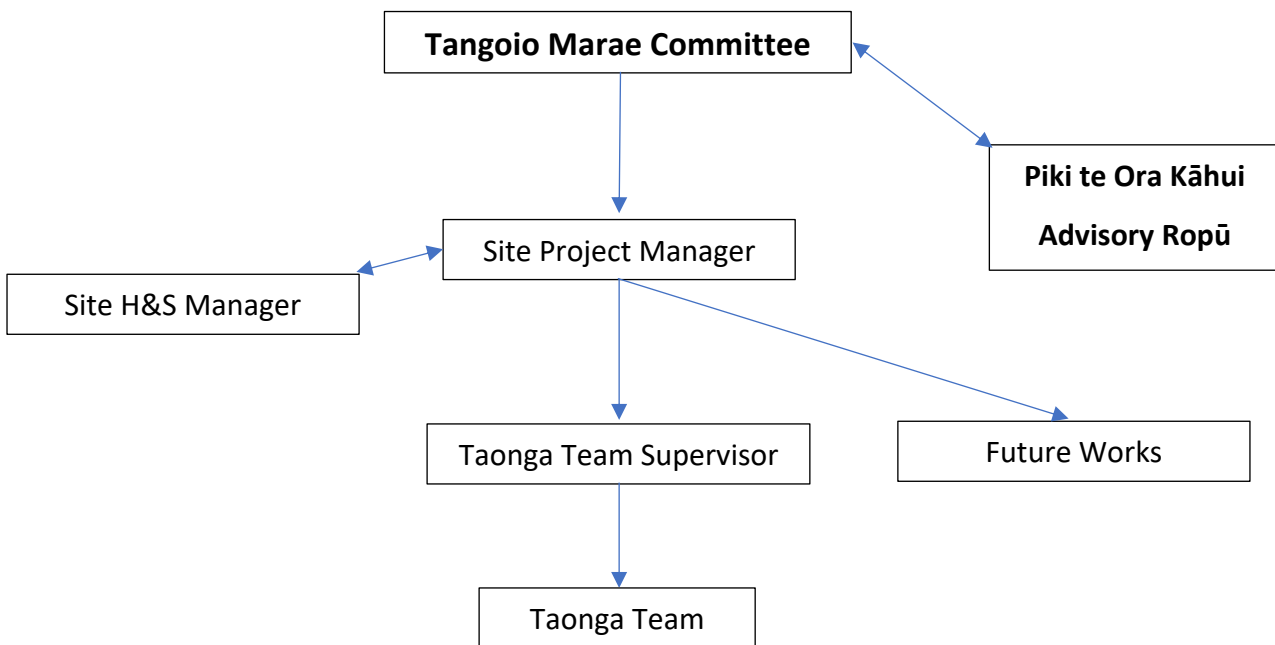 Tangoio Marae Committee
Piki te Ora Kāhui
Advisory Ropū
Site Project Manager
Site H&S Manager
Taonga Team Supervisor
Future Works
Taonga Team